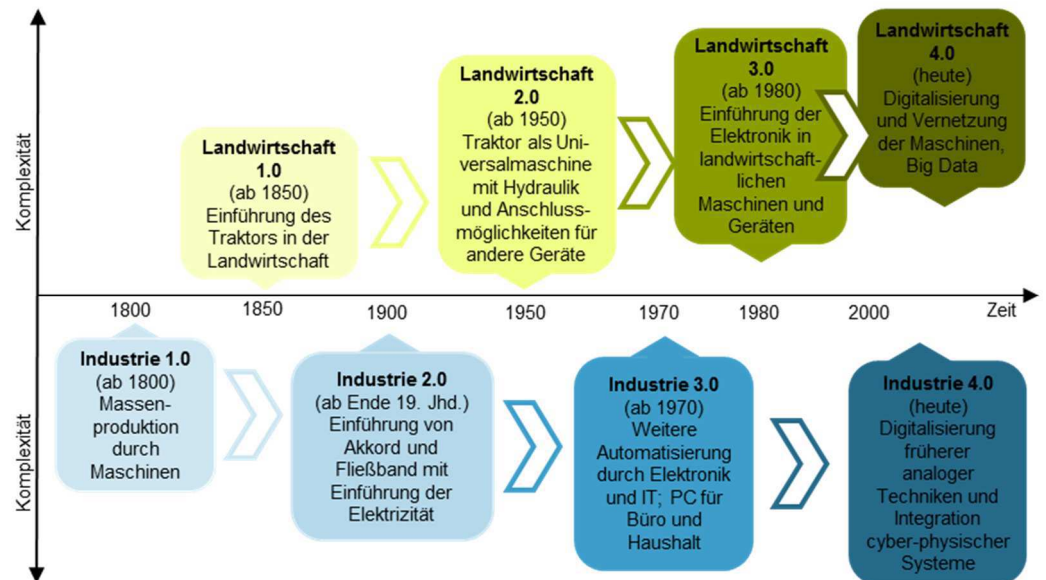 Komplexität
Landwirtschaft
1.0
(ab 1850)
Einführung des
Traktors in der
Landwirtschaft
Landwirtschaft
2.0
(ab 1950)
Traktor als Uni-
versalmaschine
mit Hydraulik
und Anschluss-
möglichkeiten für
andere Geräte
Landwirtschaft
3.0
(ab 1980)
Einführung der
Elektronik in
landwirtschaft-
lichen
Maschinen und
Geräten
Landwirtschaft
4.0
(heute)
Digitalisierung
und Vernetzung
der Maschinen,
Big Data
1800
1850
1900
1950
1970
1980
2000
Zeit
Komplexität
Industrie 1.0
(ab 1800)
Massen-
produktion
durch
Maschinen
Industrie 2.0
(ab Ende 19. Jhd.)
Einführung von
Akkord und
Fließband mit
Einführung der
Elektrizität
Industrie 3.0
(ab 1970)
Weitere
Automatisierung
durch Elektronik
und IT; PC für
Büro und
Haushalt
Industrie 4.0
(heute)
Digitalisierung
früherer
analoger
Techniken und
Integration
cyber-physischer
Systeme